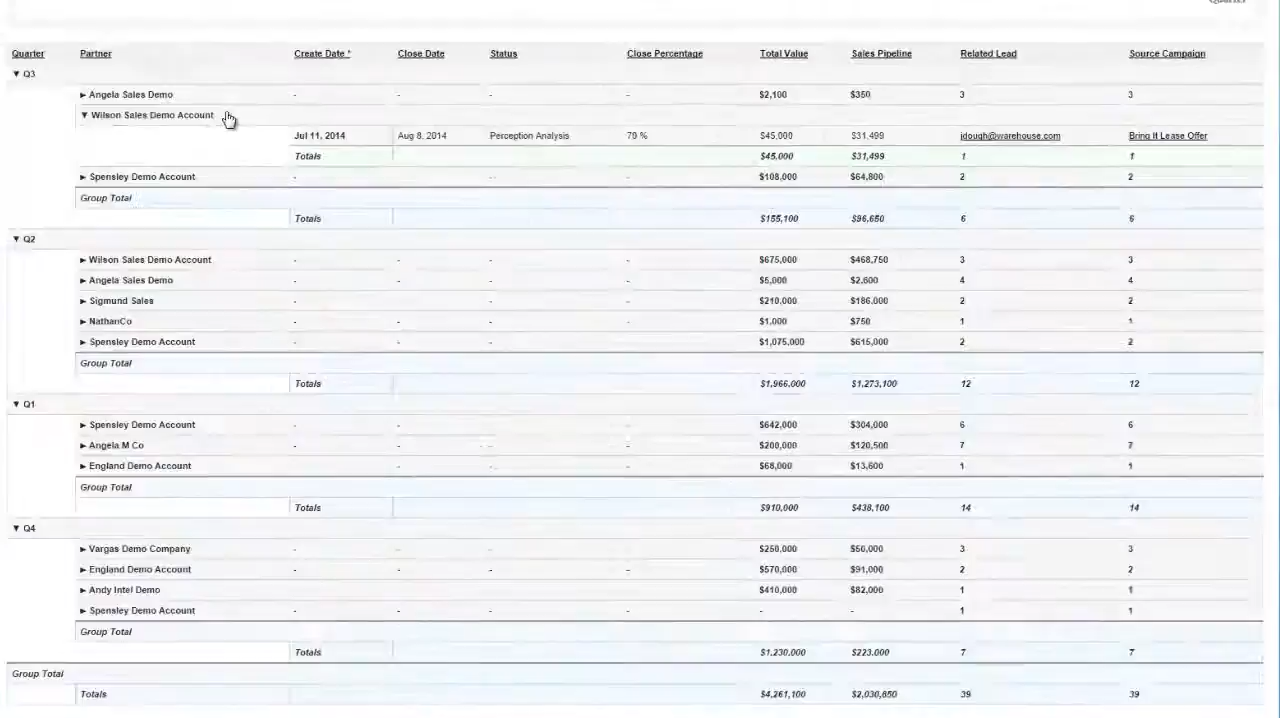 Quarter
Quarter Partner Create Date * Close Date Status Close Percentage Total Value Sales Pipeline Related Lead Source Campaign
▼ Q3
► Angela Sales Demo - - - - $2,100 $350 3 3
▼ Wilson Sales Demo Account
Jul 11, 2014 Aug 8, 2014 Perception Analysis 70 % $45,000 $31,499 jdough@warehouse.com Bring It Lease Offer
Totals $45,000 $31,499 1 1
► Spensley Demo Account - - - $108,000 $64,800 2 2
Group Total
Totals $155,100 $96,650 6 6
▼ Q2
► Wilson Sales Demo Account - - - - $675,000 $468,750 3 3
► Angela Sales Demo - - - - $5,000 $2,600 4 4
► Sigmund Sales - - - - $210,000 $186,000 2 2
► NathanCo - - - - $1,000 $750 1 1
► Spensley Demo Account - - - - $1,075,000 $615,000 2 2
Group Total
Totals $1,966,000 $1,273,100 12 12
▼ Q1
► Spensley Demo Account - - - - $642,000 $304,000 6 6
► Angela M Co - - - - $200,000 $120,500 7 7
► England Demo Account - - - - $68,000 $13,600 1 1
Group Total
Totals $910,000 $438,100 14 14
▼ Q4
► Vargas Demo Company - - - - $250,000 $50,000 3 3
► England Demo Account - - - - $570,000 $91,000 2 2
► Andy Intel Demo - - - - $410,000 $82,000 1 1
► Spensley Demo Account - - - - - - 1 1
Group Total
Totals $1,230,000 $223,000 7 7
Group Total
Totals $4,261,100 $2,030,850 39 39